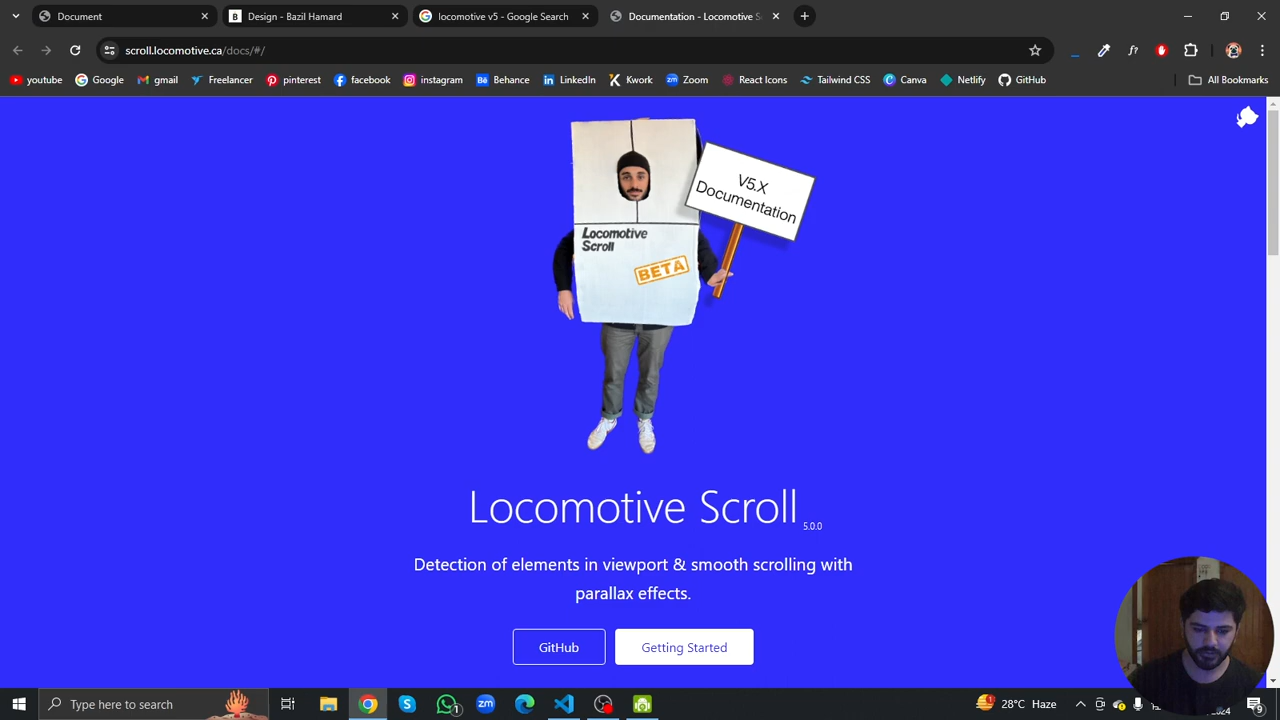 Document
Design - Bazil Hamard
locomotive v5 - Google Search
Documentation - Locomotive S
scroll.locomotive.ca/docs/#/
youtube
Google
gmail
Freelancer
pinterest
facebook
instagram
Behance
LinkedIn
Kwork
Zoom
React Icons
Tailwind CSS
Canva
Netlify
GitHub
All Bookmarks
V5.X
Documentation
Locomotive
Scroll
BETA
Locomotive Scroll 5.0.0
Detection of elements in viewport & smooth scrolling with
parallax effects.
GitHub
Getting Started
Type here to search
28°C Haze